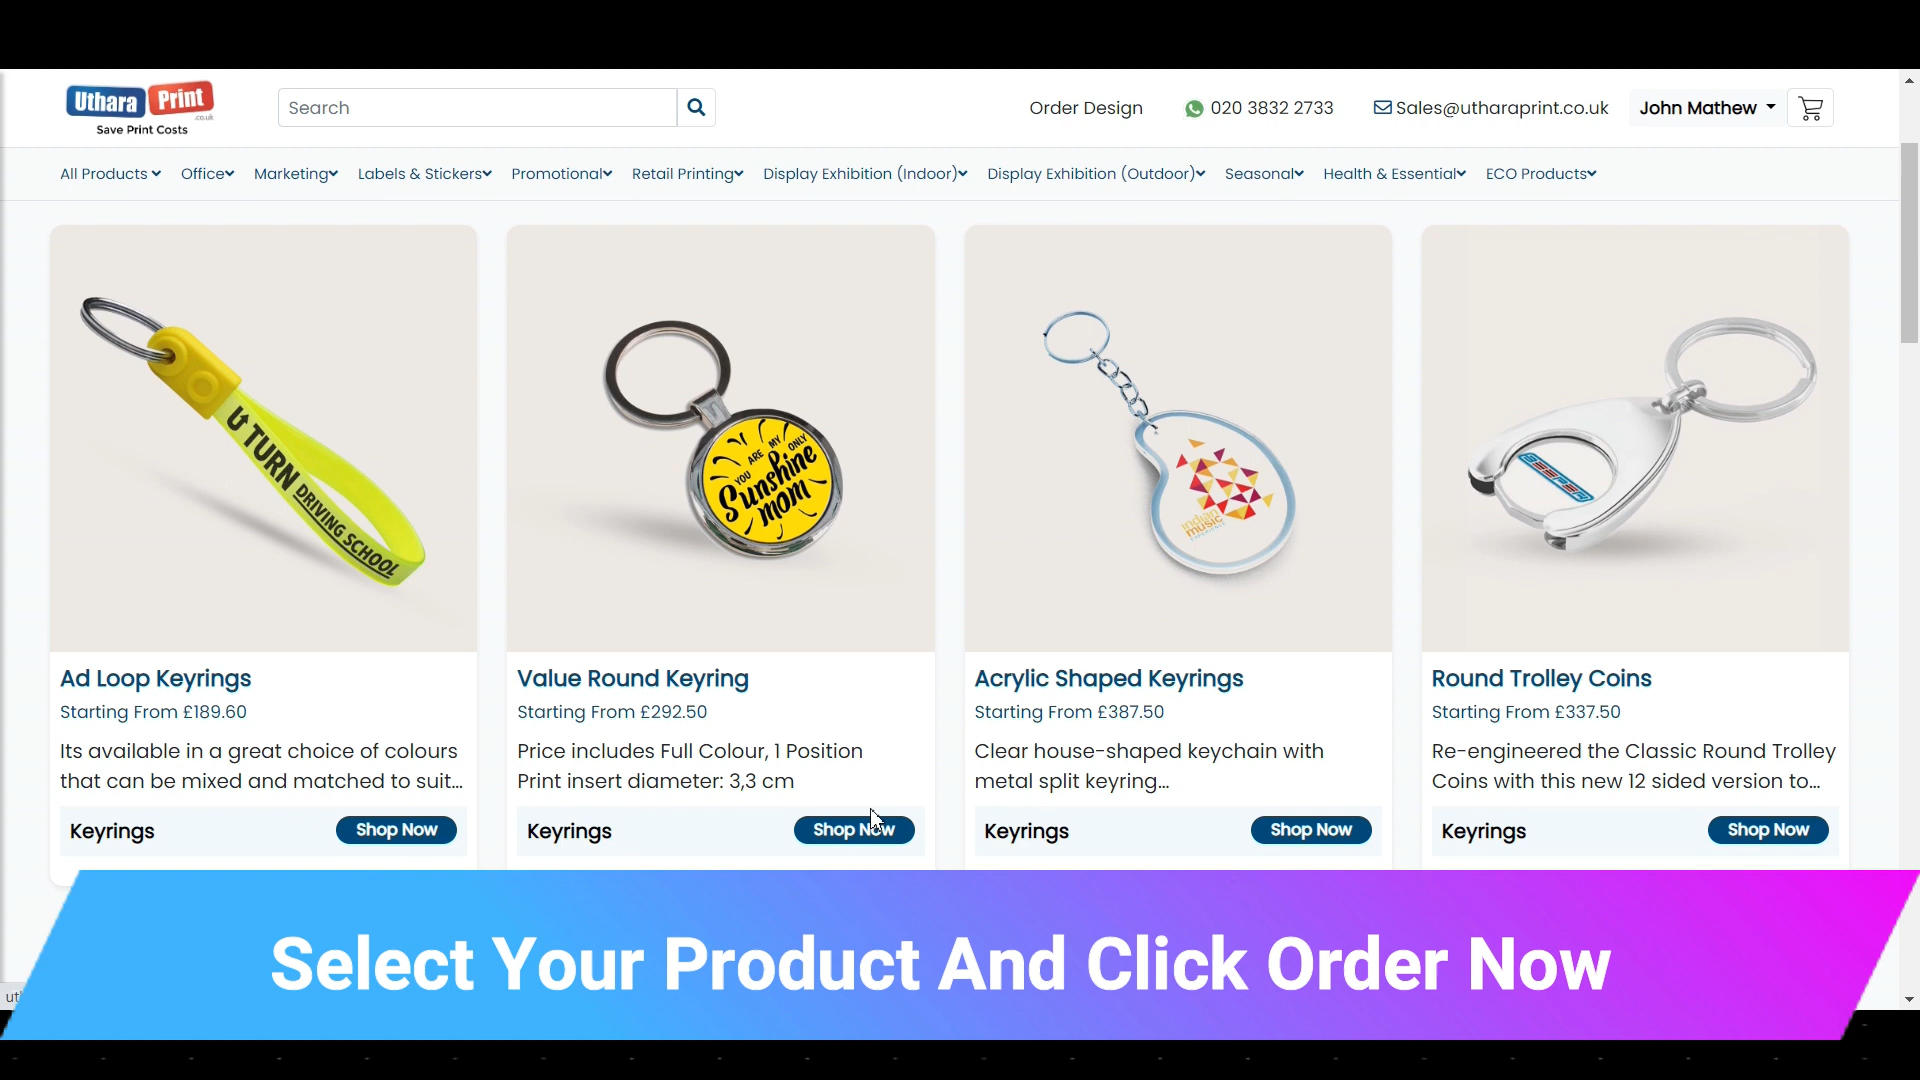 Uthara Print
.co.uk
Save Print Costs
Search
Order Design
020 3832 2733
Sales@utharaprint.co.uk
John Mathew
All Products
Office
Marketing
Labels & Stickers
Promotional
Retail Printing
Display Exhibition (Indoor)
Display Exhibition (Outdoor)
Seasonal
Health & Essential
ECO Products
U TURN DRIVING SCHOOL
YOU ARE MY ONLY
Sunshine
mom
indian
music
EXPERIENCE
Ad Loop Keyrings
Starting From £189.60
Its available in a great choice of colours
that can be mixed and matched to suit...
Keyrings
Shop Now
Value Round Keyring
Starting From £292.50
Price includes Full Colour, 1 Position
Print insert diameter: 3,3 cm
Keyrings
Shop Now
Acrylic Shaped Keyrings
Starting From £387.50
Clear house-shaped keychain with
metal split keyring...
Keyrings
Shop Now
Round Trolley Coins
Starting From £337.50
Re-engineered the Classic Round Trolley
Coins with this new 12 sided version to...
Keyrings
Shop Now
Select Your Product And Click Order Now